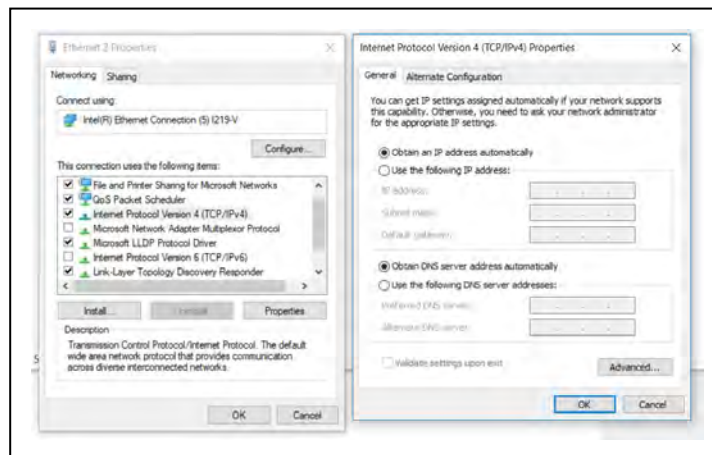 Ethernet 2 Properties
Networking Sharing
Connect using:
Intel(R) Ethernet Connection (5) I219-V
Configure...
This connection uses the following items:
File and Printer Sharing for Microsoft Networks
QoS Packet Scheduler
Internet Protocol Version 4 (TCP/IPv4)
Microsoft Network Adapter Multiplexor Protocol
Microsoft LLDP Protocol Driver
Internet Protocol Version 6 (TCP/IPv6)
Link-Layer Topology Discovery Responder
Install... Uninstall Properties
Description
Transmission Control Protocol/Internet Protocol. The default
wide area network protocol that provides communication
across diverse interconnected networks.
OK Cancel
Internet Protocol Version 4 (TCP/IPv4) Properties
General Alternate Configuration
You can get IP settings assigned automatically if your network supports
this capability. Otherwise, you need to ask your network administrator
for the appropriate IP settings.
Obtain an IP address automatically
Use the following IP address:
IP address:
Subnet mask:
Default gateway:
Obtain DNS server address automatically
Use the following DNS server addresses:
Preferred DNS server:
Alternate DNS server:
Validate settings upon exit
Advanced...
OK Cancel